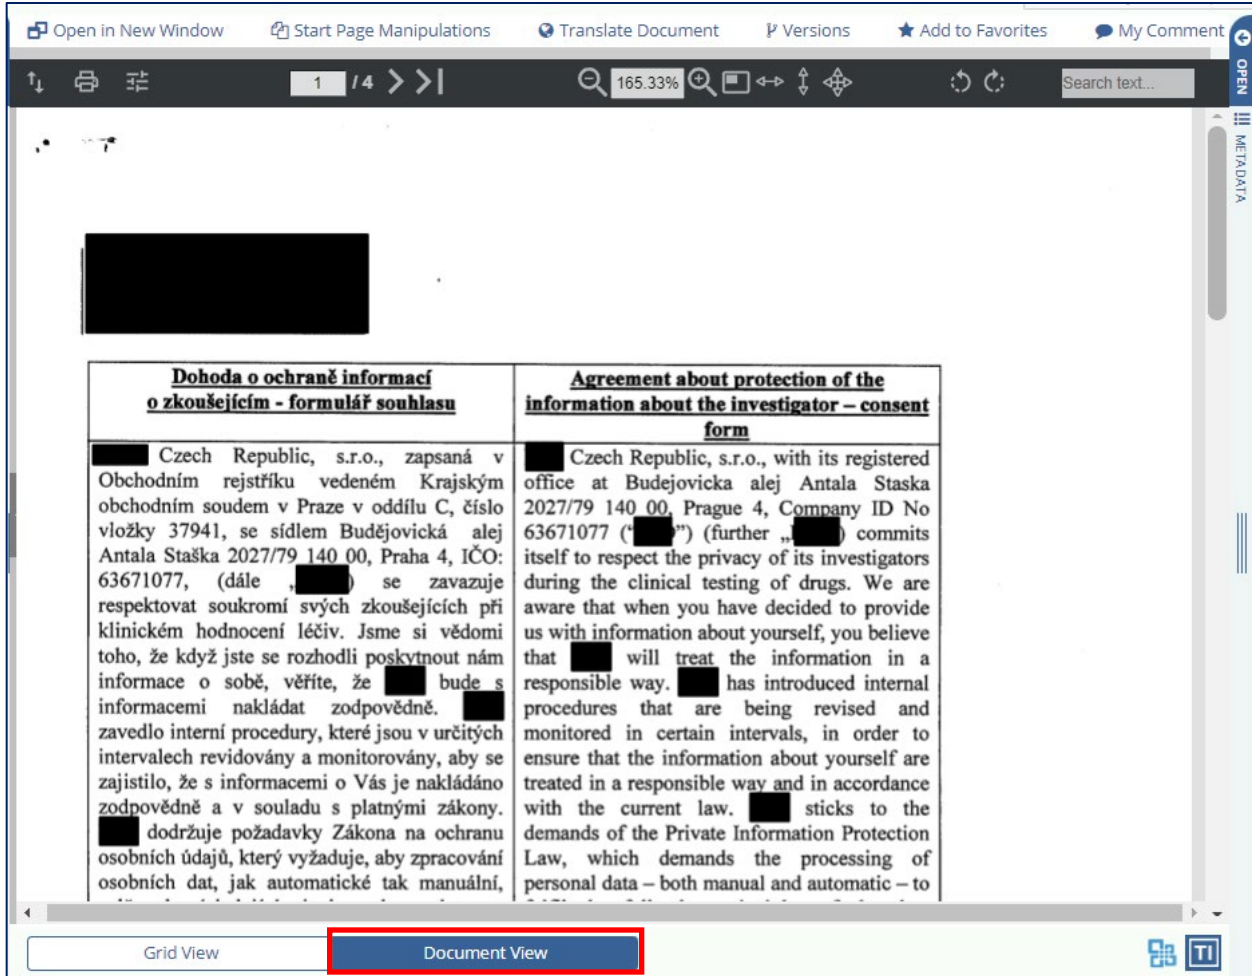 Open in New Window Start Page Manipulations Translate Document Versions Add to Favorites My Comment
OPEN
METADATA
1 / 4 165.33% Search text...
Dohoda o ochraně informací
o zkoušejícím - formulář souhlasu
Czech Republic, s.r.o., zapsaná v
Obchodním rejstříku vedeném Krajským
obchodním soudem v Praze v oddílu C, číslo
vložky 37941, se sídlem Budějovická alej
Antala Staška 2027/79 140 00, Praha 4, IČO:
63671077, (dále „ ) se zavazuje
respektovat soukromí svých zkoušejících při
klinickém hodnocení léčiv. Jsme si vědomi
toho, že když jste se rozhodli poskytnout nám
informace o sobě, věříte, že bude s
informacemi nakládat zodpovědně.
zavedlo interní procedury, které jsou v určitých
intervalech revidovány a monitorovány, aby se
zajistilo, že s informacemi o Vás je nakládáno
zodpovědně a v souladu s platnými zákony.
dodržuje požadavky Zákona na ochranu
osobních údajů, který vyžaduje, aby zpracování
osobních dat, jak automatické tak manuální,
Agreement about protection of the
information about the investigator – consent
form
Czech Republic, s.r.o., with its registered
office at Budejovicka alej Antala Staska
2027/79 140 00, Prague 4, Company ID No
63671077 (“ ”) (further „ ) commits
itself to respect the privacy of its investigators
during the clinical testing of drugs. We are
aware that when you have decided to provide
us with information about yourself, you believe
that will treat the information in a
responsible way. has introduced internal
procedures that are being revised and
monitored in certain intervals, in order to
ensure that the information about yourself are
treated in a responsible way and in accordance
with the current law. sticks to the
demands of the Private Information Protection
Law, which demands the processing of
personal data – both manual and automatic – to
Grid View Document View
TI